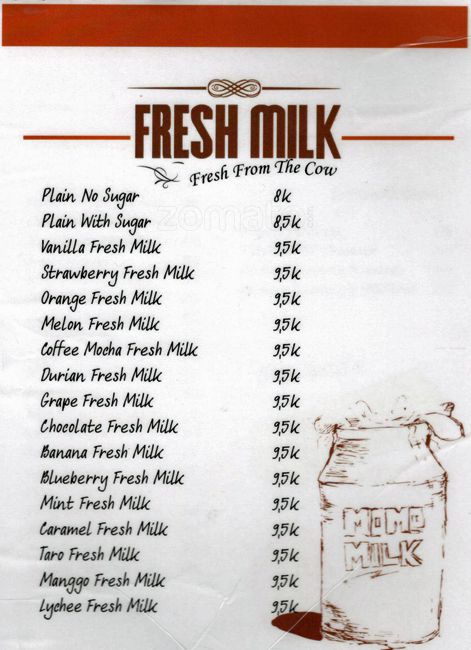 FRESH MILK
Fresh From The Cow
Plain No Sugar 8k
Plain With Sugar 8,5k
Vanilla Fresh Milk 9,5k
Strawberry Fresh Milk 9,5k
Orange Fresh Milk 9,5k
Melon Fresh Milk 9,5k
Coffee Mocha Fresh Milk 9,5k
Durian Fresh Milk 9,5k
Grape Fresh Milk 9,5k
Chocolate Fresh Milk 9,5k
Banana Fresh Milk 9,5k
Blueberry Fresh Milk 9,5k
Mint Fresh Milk 9,5k
Caramel Fresh Milk 9,5k
Taro Fresh Milk 9,5k
Manggo Fresh Milk 9,5k
Lychee Fresh Milk 9,5k
MOMO
MILK